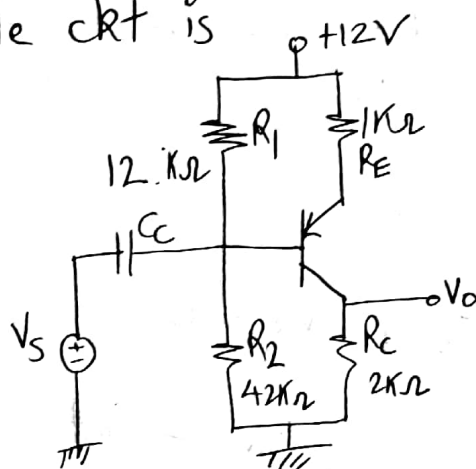 e ckt is
+12V
R1
1KΩ
RE
12.KΩ
Cc
Vo
Vs
+
-
R2
42KΩ
Rc
2KΩ